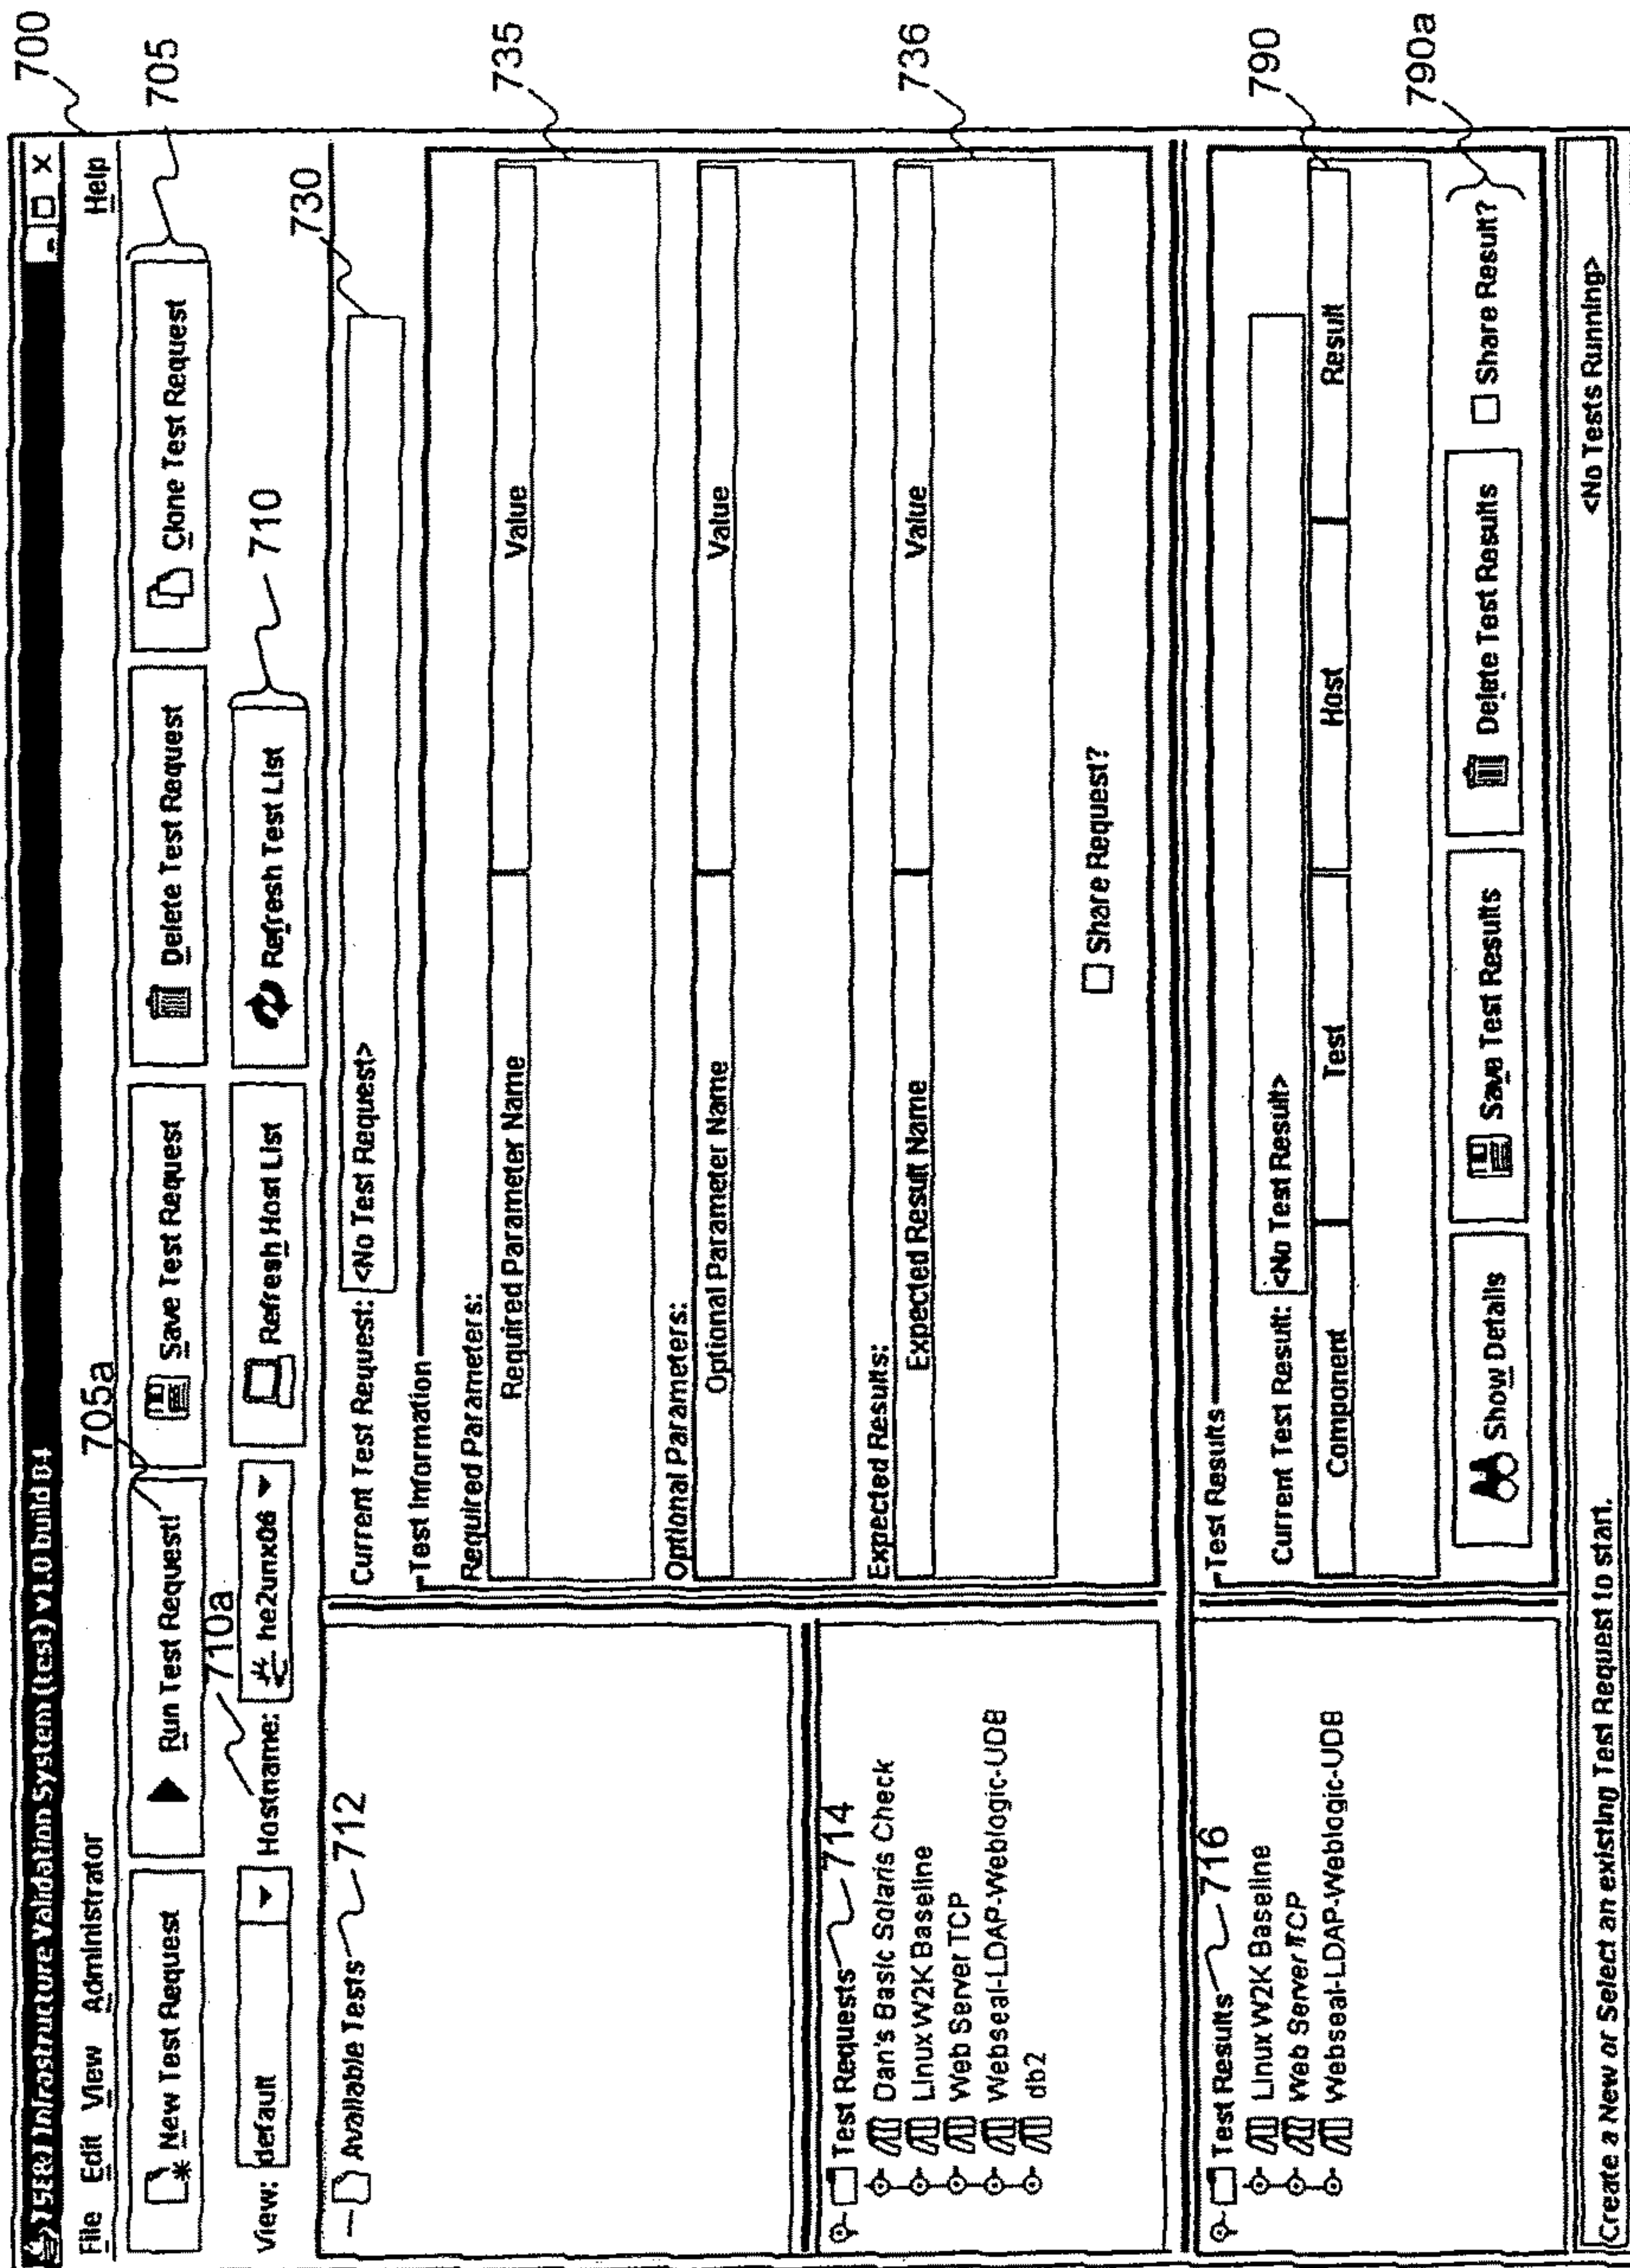 700
TSE&I Infrastructure Validation System (test) v1.0 build 84
File Edit View Administrator Help
705a
705
New Test Request Run Test Request! Save Test Request Delete Test Request Clone Test Request
710a
710
View: default Hostname: he2unx06 Refresh Host List Refresh Test List
730
Available Tests 712
Current Test Request: <No Test Request>
Test Information
Required Parameters:
Required Parameter Name Value
735
Optional Parameters:
Optional Parameter Name Value
Expected Results:
Expected Result Name Value
736
Share Request?
Test Requests 714
Dan's Basic Solaris Check
Linux W2K Baseline
Web Server TCP
Webseal-LDAP-Weblogic-UDB
db2
Test Results 716
Linux W2K Baseline
Web Server TCP
Webseal-LDAP-Weblogic-UDB
Test Results
Current Test Result: <No Test Result>
790
Component Test Host Result
790a
Show Details Save Test Results Delete Test Results Share Result?
Create a New or Select an existing Test Request to start. <No Tests Running>